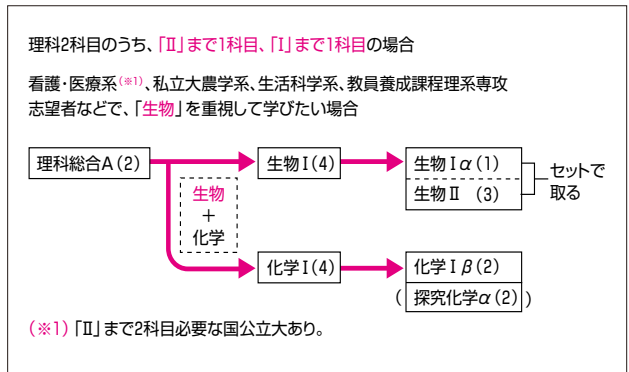 理科2科目のうち、「Ⅱ」まで1科目、「Ⅰ」まで1科目の場合
看護・医療系(※1)、私立大農学系、生活科学系、教員養成課程理系専攻
志望者などで、「生物」を重視して学びたい場合
理科総合A(2)
生物Ⅰ(4)
生物Ⅰα(1)
生物Ⅱ (3)
セットで
取る
生物
+
化学
化学Ⅰ(4)
化学Ⅰβ(2)
(探究化学α(2))
(※1)「Ⅱ」まで2科目必要な国公立大あり。